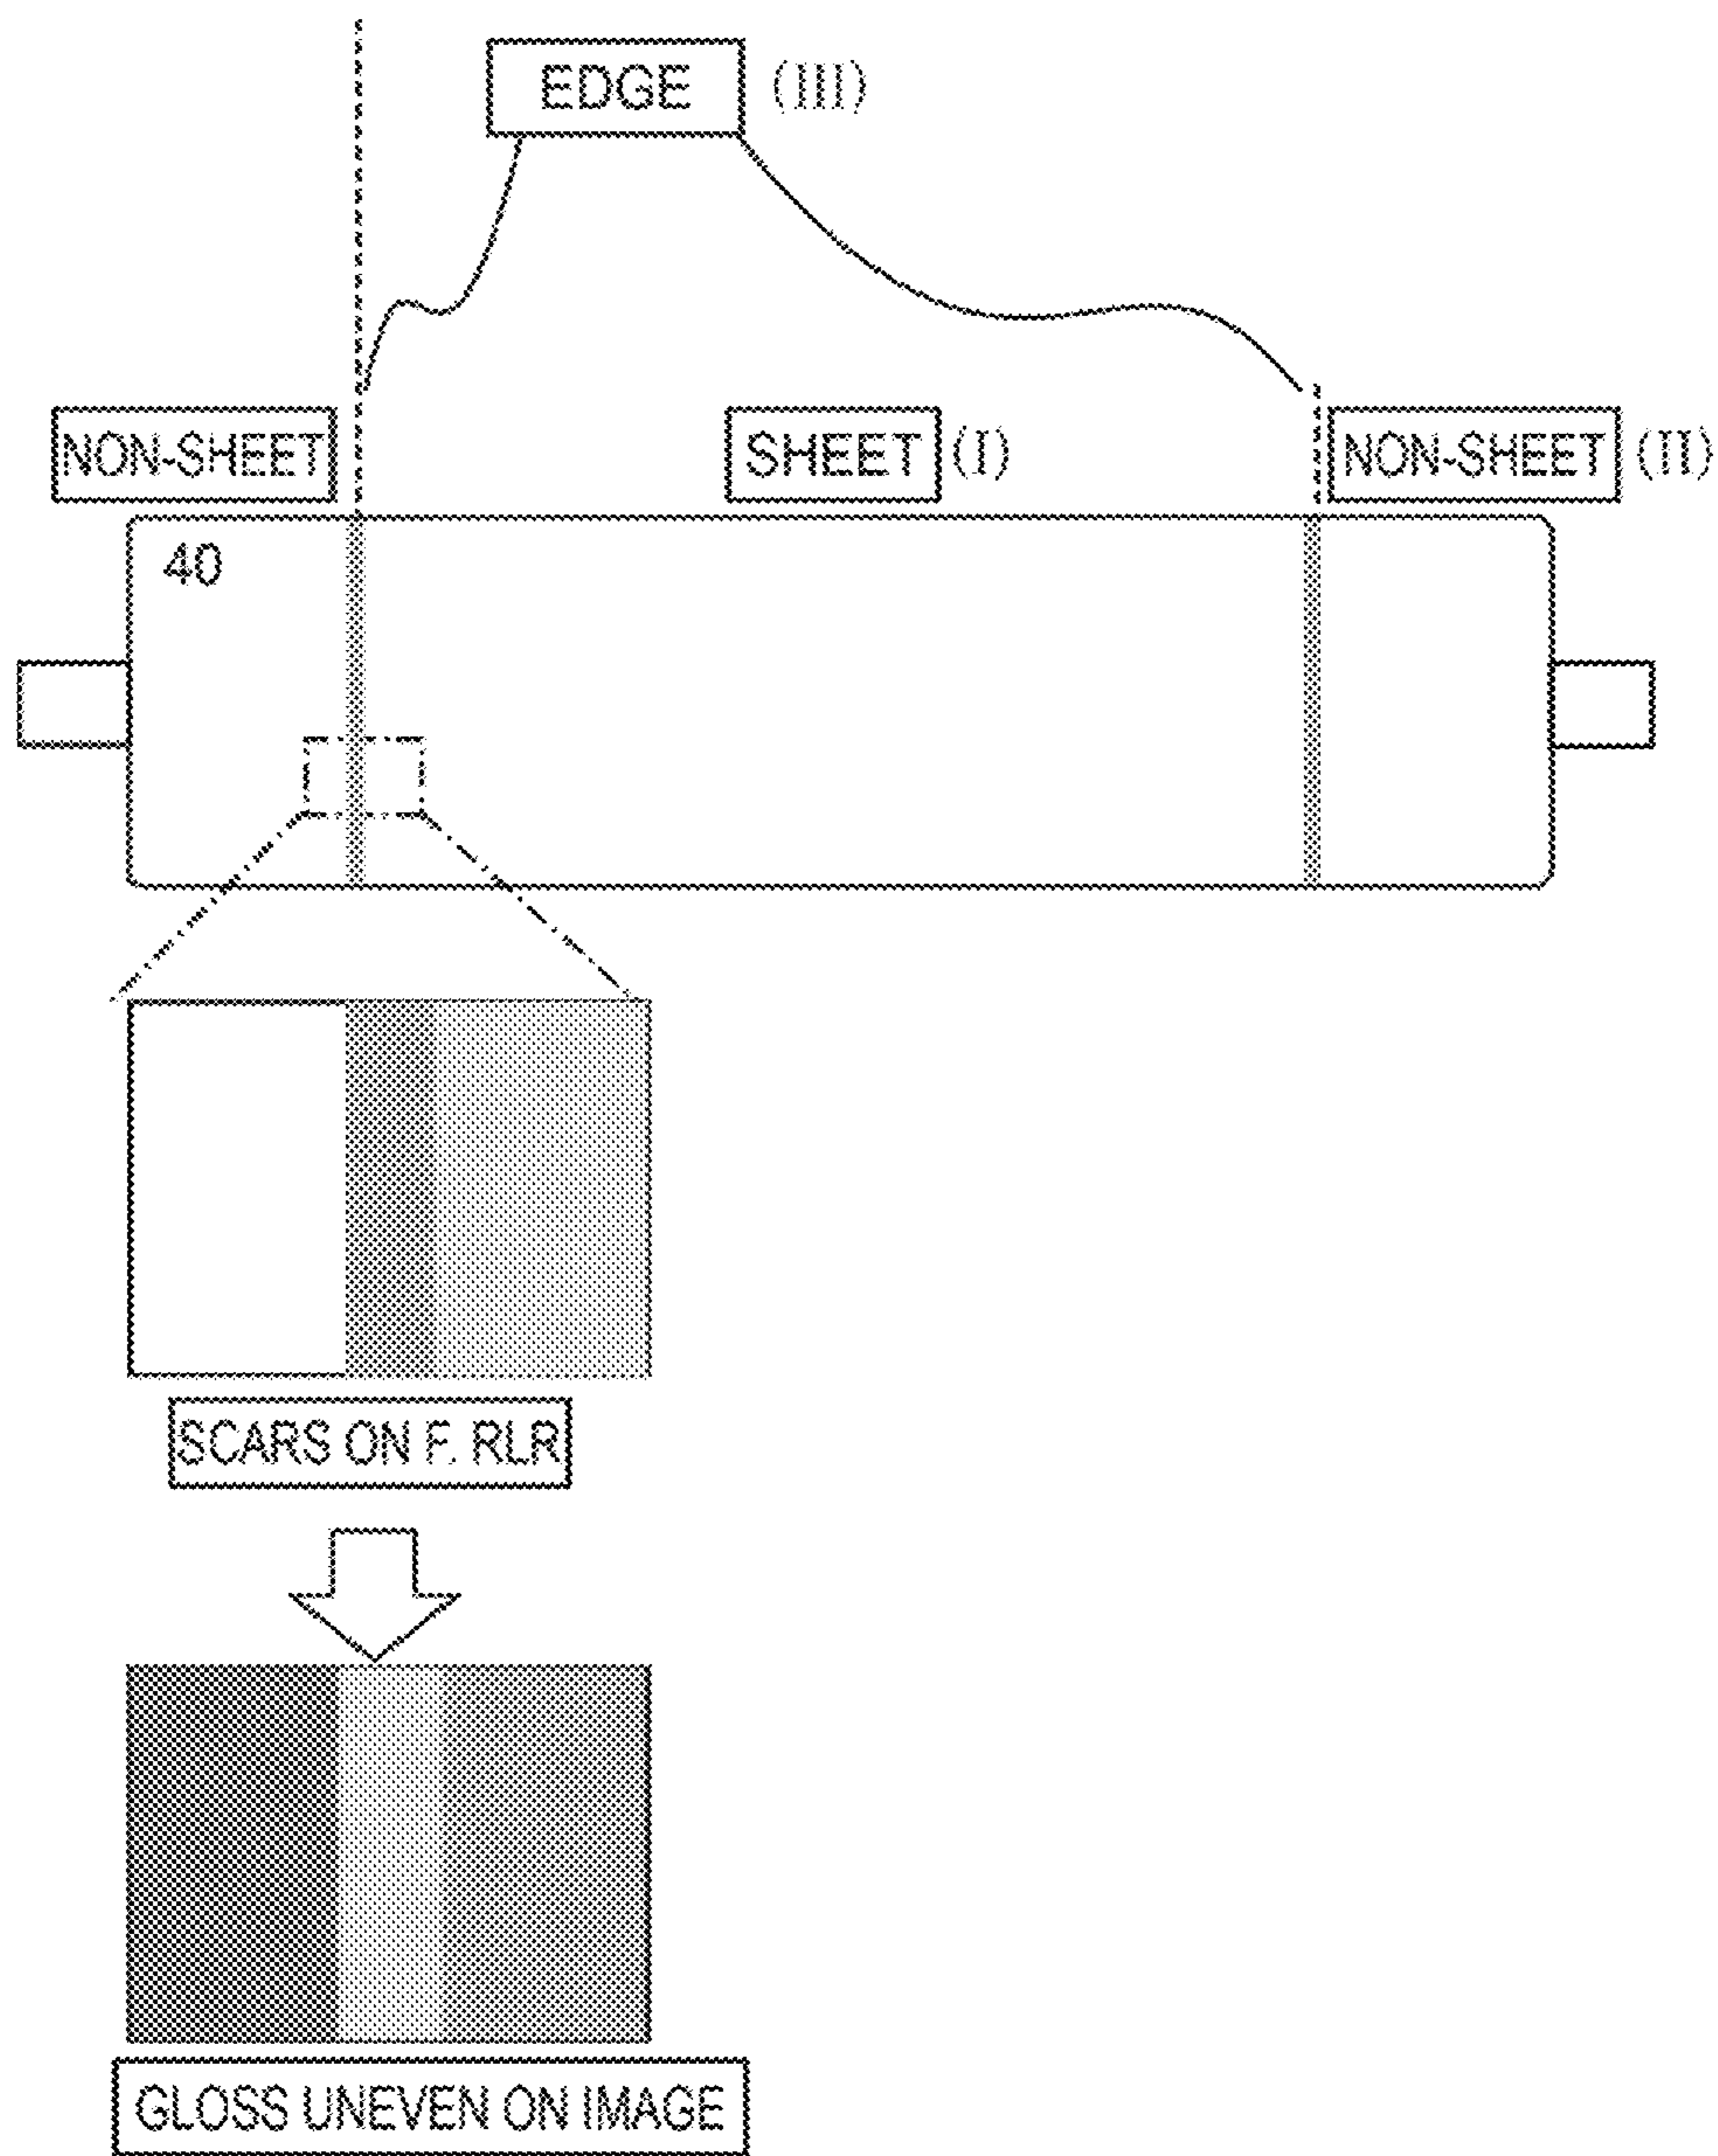 EDGE (III)
NON-SHEET SHEET (I) NON-SHEET (II)
40
SCARS ON F. RLR
GLOSS UNEVEN ON IMAGE